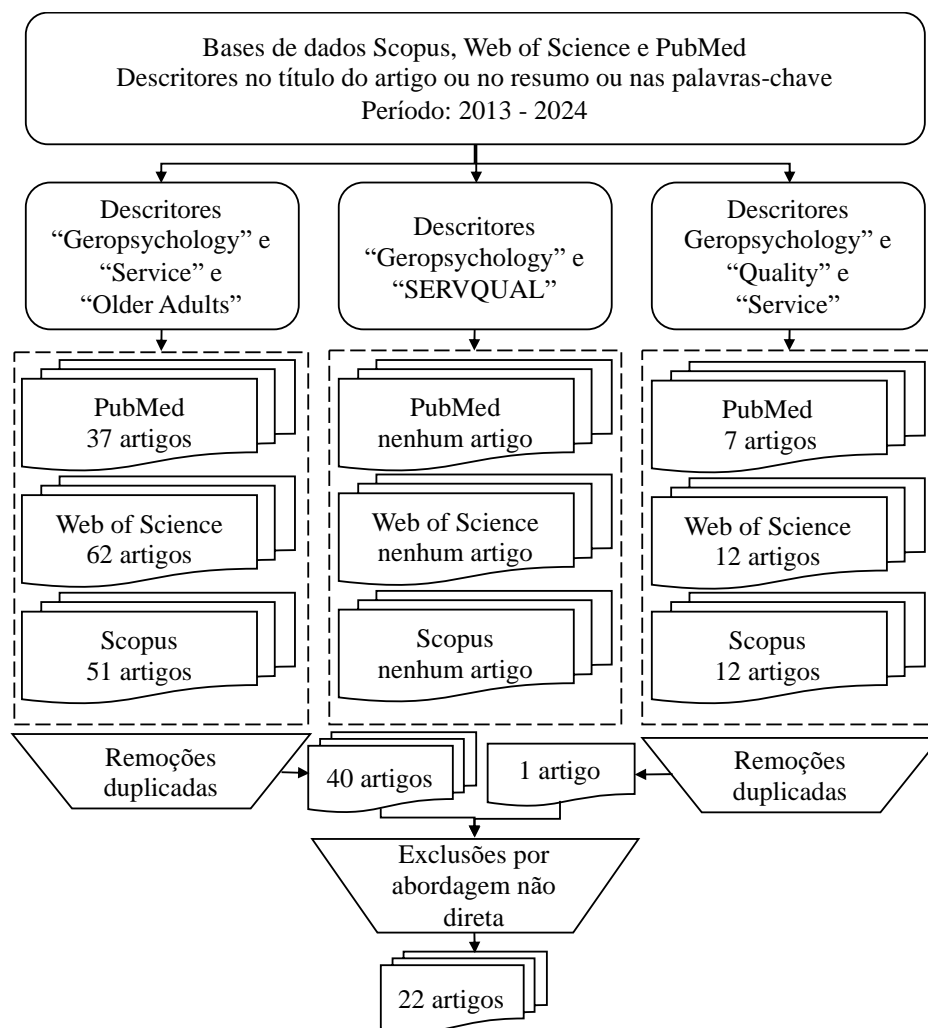 Bases de dados Scopus, Web of Science e PubMed
Descritores no título do artigo ou no resumo ou nas palavras-chave
Período: 2013 - 2024
Descritores
“Geropsychology” e
“Service” e
“Older Adults”
Descritores
“Geropsychology” e
“SERVQUAL”
Descritores
Geropsychology” e
“Quality” e
“Service”
PubMed
37 artigos
Web of Science
62 artigos
Scopus
51 artigos
PubMed
nenhum artigo
Web of Science
nenhum artigo
Scopus
nenhum artigo
PubMed
7 artigos
Web of Science
12 artigos
Scopus
12 artigos
Remoções
duplicadas
40 artigos
1 artigo
Remoções
duplicadas
Exclusões por
abordagem não
direta
22 artigos